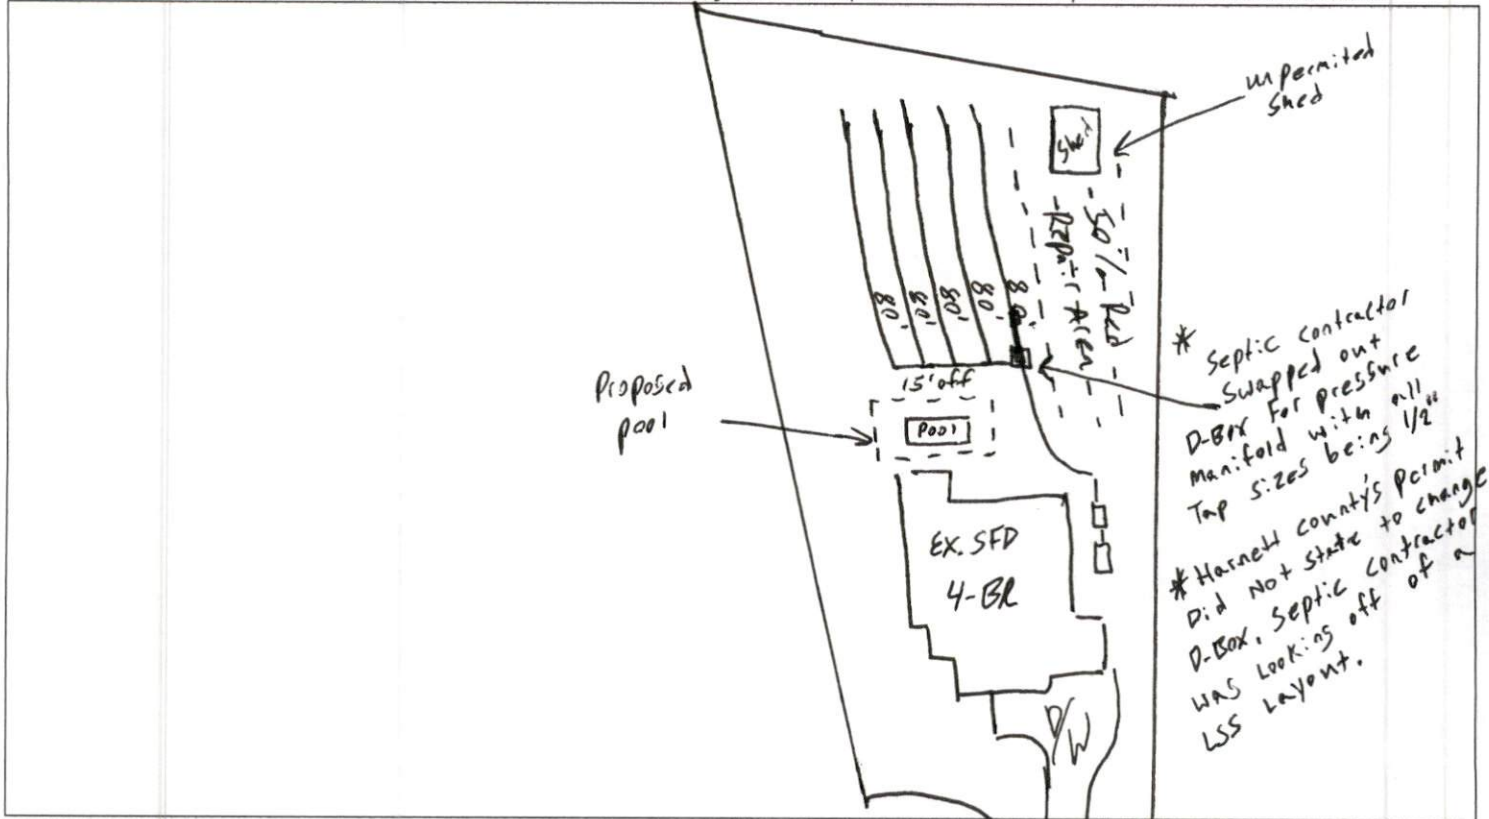 unpermited
shed
Shed
50% Red
Repair Area
80'
80'
80'
80'
80'
15' off
Proposed
pool
Pool
EX. SFD
4-BR
D/W
* Septic contractor
Swapped out
D-Box for pressure
manifold with all
Tap sizes being 1/2"
* Harnett county's permit
Did Not state to change
D-Box. Septic contractor
was looking off of a
LSS Layout.